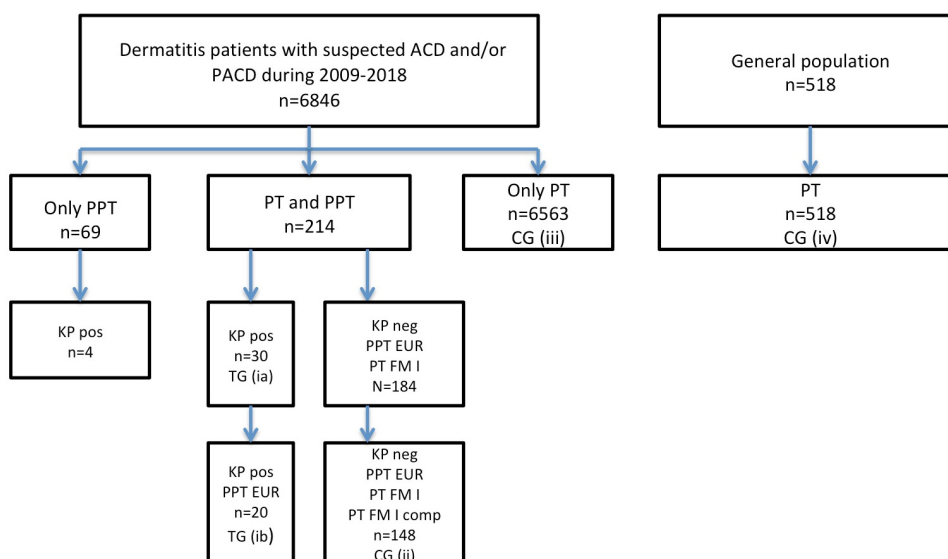 Dermatitis patients with suspected ACD and/or
PACD during 2009-2018
n=6846
General population
n=518
Only PPT
n=69
PT and PPT
n=214
Only PT
n=6563
CG (iii)
PT
n=518
CG (iv)
KP pos
n=4
KP pos
n=30
TG (ia)
KP neg
PPT EUR
PT FM I
N=184
KP pos
PPT EUR
n=20
TG (ib)
KP neg
PPT EUR
PT FM I
PT FM I comp
n=148
CG (ii)